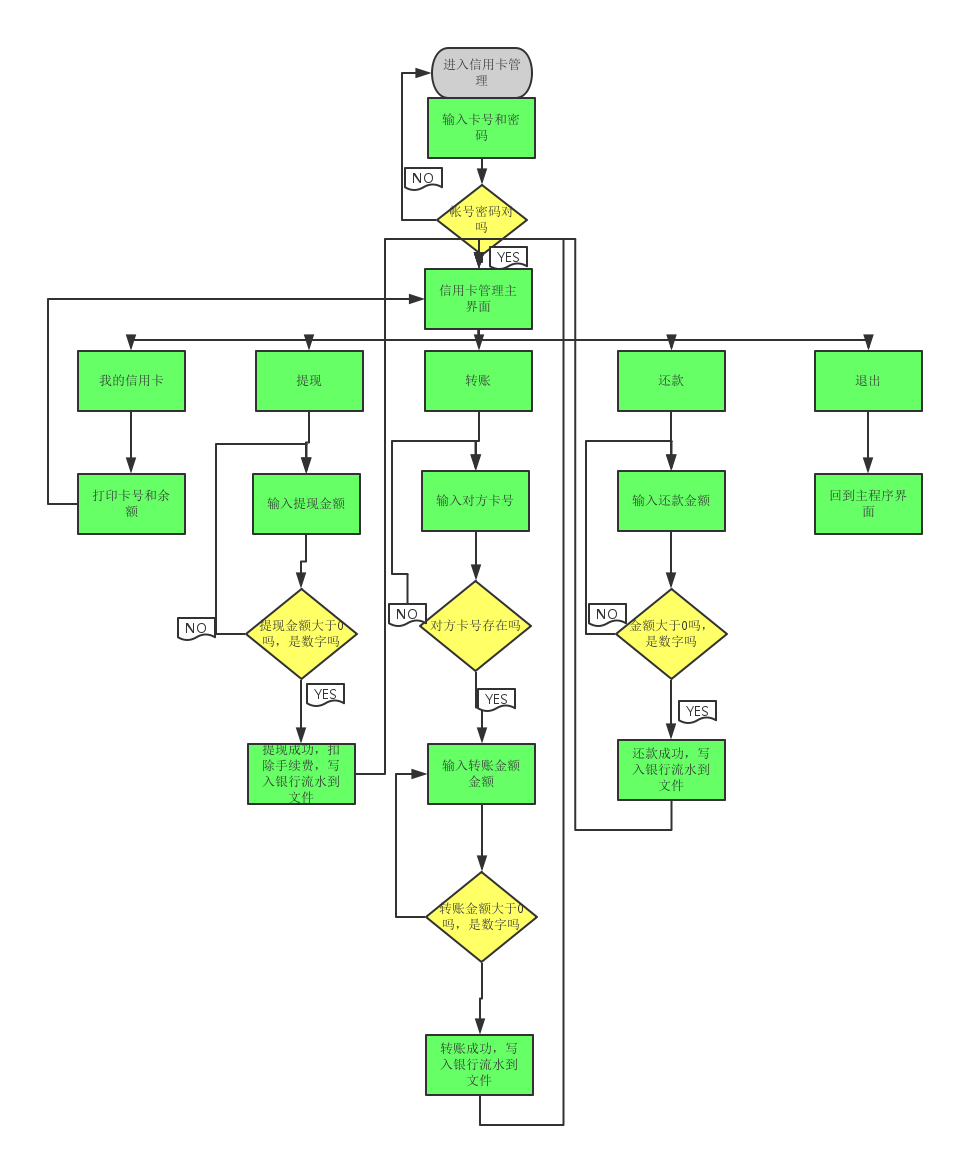 进入信用卡管
理
输入卡号和密
码
NO
帐号密码对
吗
YES
信用卡管理主
界面
我的信用卡
提现
转账
还款
退出
打印卡号和余
额
输入提现金额
输入对方卡号
输入还款金额
回到主程序界
面
NO
提现金额大于0
吗，是数字吗
NO
对方卡号存在吗
NO
金额大于0吗，
是数字吗
YES
YES
YES
提现成功，扣
除手续费，写
入银行流水到
文件
输入转账金额
金额
还款成功，写
入银行流水到
文件
转账金额大于0
吗，是数字吗
转账成功，写
入银行流水到
文件